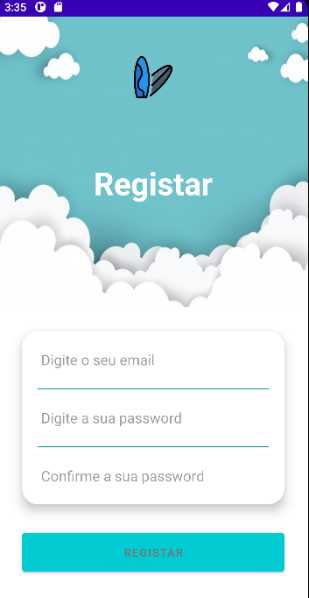 3:35
Registar
Digite o seu email
Digite a sua password
Confirme a sua password
REGISTAR